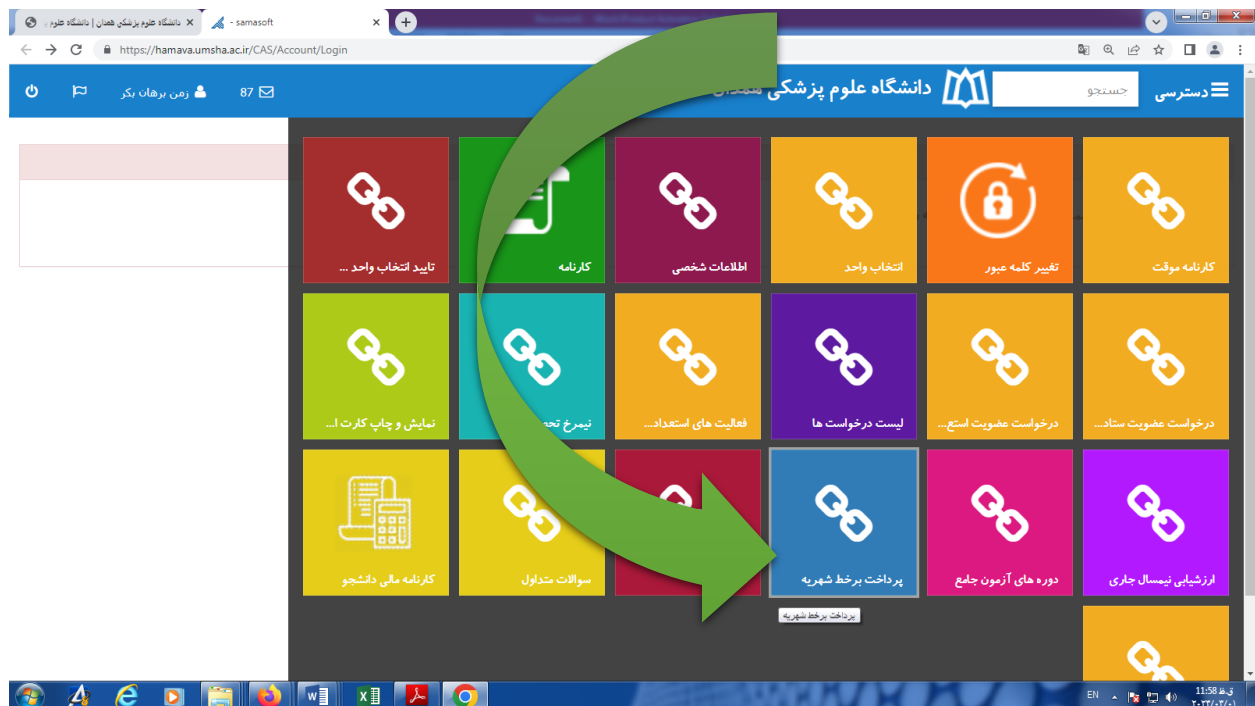 دانشگاه علوم پزشکی همدان | دانشگاه علوم
- samasoft
https://hamava.umsha.ac.ir/CAS/Account/Login
دسترسی
جستجو
دانشگاه علوم پزشکی
87
زمن برهان بکر
کارنامه موقت
تغییر کلمه عبور
انتخاب واحد
اطلاعات شخصی
کارنامه
تایید انتخاب واحد ...
درخواست عضویت ستاد...
درخواست عضویت استع...
لیست درخواست ها
فعالیت های استعداد...
نیمرخ
نمایش و چاپ کارت ا...
ارزشیابی نیمسال جاری
دوره های آزمون جامع
پرداخت برخط شهریه
سوالات متداول
کارنامه مالی دانشجو
پرداخت برخط شهریه
EN
11:58 ق.ظ